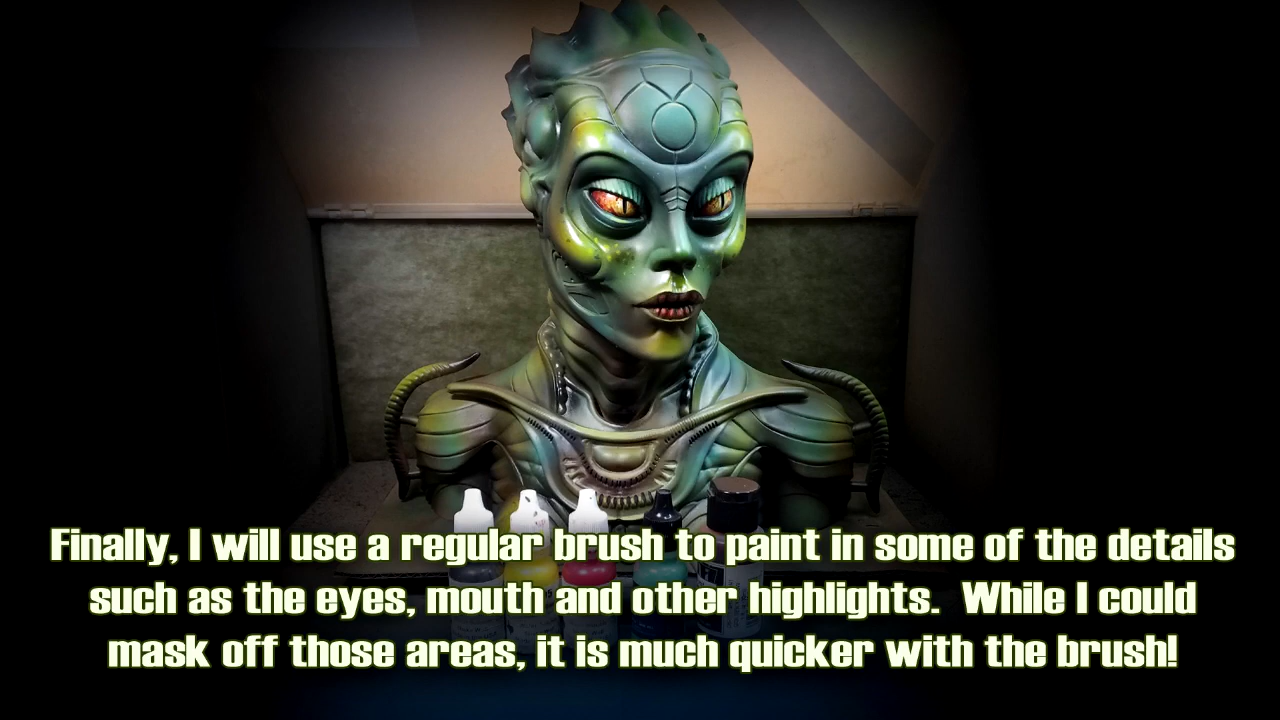 Finally, I will use a regular brush to paint in some of the details
such as the eyes, mouth and other highlights.  While I could
mask off those areas, it is much quicker with the brush!